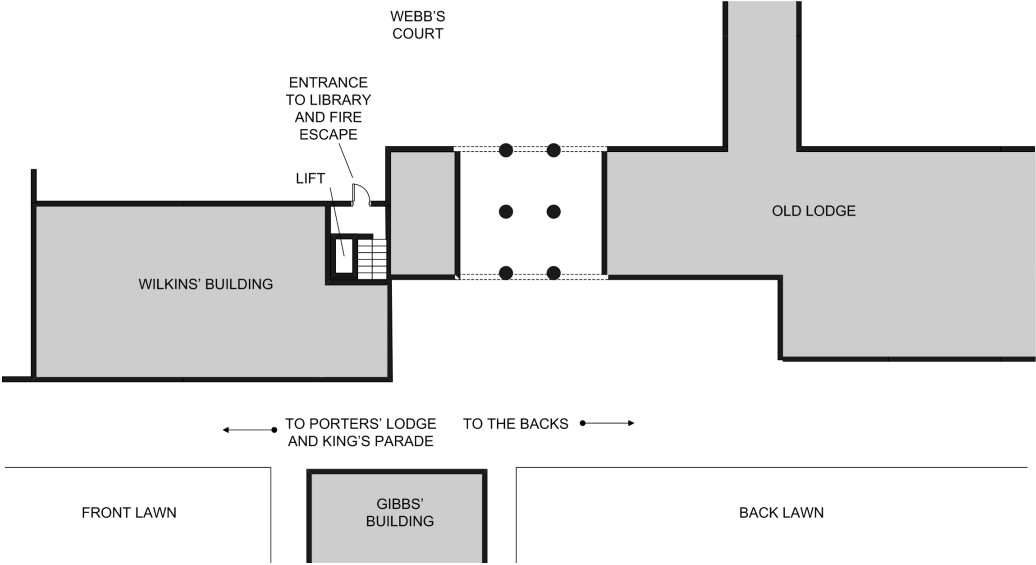 WEBB'S
COURT
ENTRANCE
TO LIBRARY
AND FIRE
ESCAPE
LIFT
OLD LODGE
WILKINS' BUILDING
TO PORTERS' LODGE
AND KING'S PARADE
TO THE BACKS
FRONT LAWN
GIBBS'
BUILDING
BACK LAWN